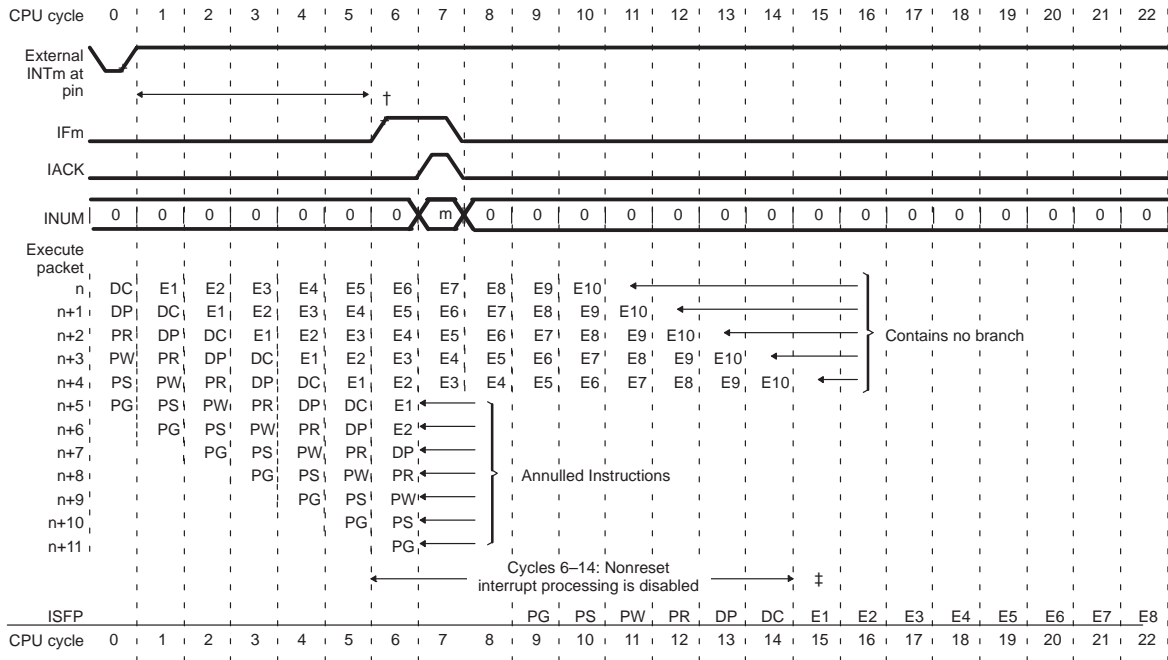 CPU cycle 0 1 2 3 4 5 6 7 8 9 10 11 12 13 14 15 16 17 18 19 20 21 22
External
INTm at
pin
†
IFm
IACK
INUM 0 0 0 0 0 0 0 m 0 0 0 0 0 0 0 0 0 0 0 0 0 0 0
Execute
packet
n DC E1 E2 E3 E4 E5 E6 E7 E8 E9 E10
n+1 DP DC E1 E2 E3 E4 E5 E6 E7 E8 E9 E10
n+2 PR DP DC E1 E2 E3 E4 E5 E6 E7 E8 E9 E10 Contains no branch
n+3 PW PR DP DC E1 E2 E3 E4 E5 E6 E7 E8 E9 E10
n+4 PS PW PR DP DC E1 E2 E3 E4 E5 E6 E7 E8 E9 E10
n+5 PG PS PW PR DP DC E1
n+6 PG PS PW PR DP E2
n+7 PG PS PW PR DP
n+8 PG PS PW PR Annulled Instructions
n+9 PG PS PW
n+10 PG PS
n+11 PG
Cycles 6–14: Nonreset
interrupt processing is disabled ‡
ISFP PG PS PW PR DP DC E1 E2 E3 E4 E5 E6 E7 E8
CPU cycle 0 1 2 3 4 5 6 7 8 9 10 11 12 13 14 15 16 17 18 19 20 21 22